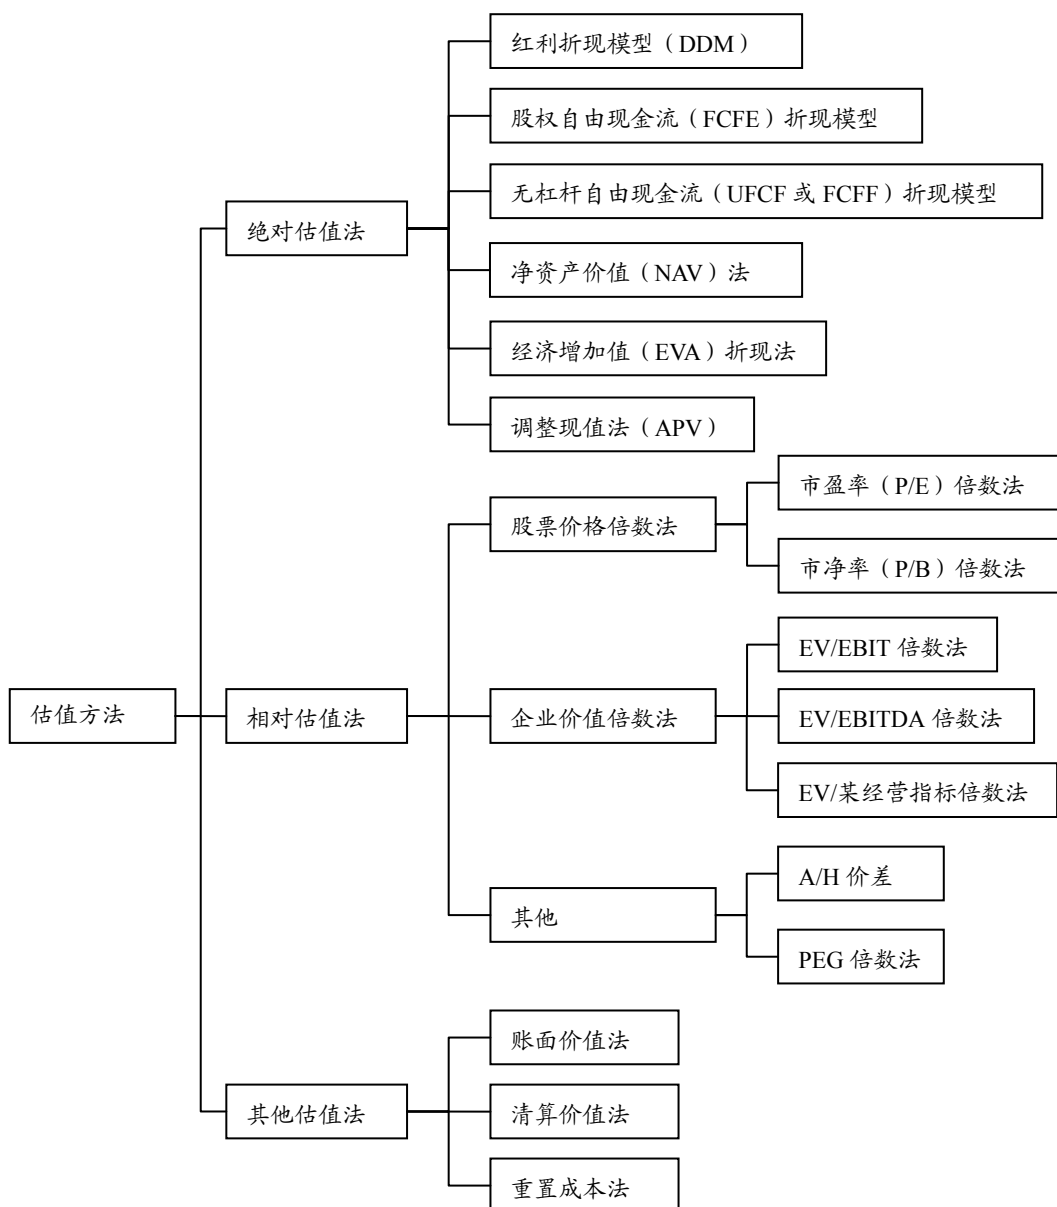 估值方法
绝对估值法
红利折现模型（DDM）
股权自由现金流（FCFE）折现模型
无杠杆自由现金流（UFCF 或 FCFF）折现模型
净资产价值（NAV）法
经济增加值（EVA）折现法
调整现值法（APV）
相对估值法
股票价格倍数法
市盈率（P/E）倍数法
市净率（P/B）倍数法
企业价值倍数法
EV/EBIT 倍数法
EV/EBITDA 倍数法
EV/某经营指标倍数法
其他
A/H 价差
PEG 倍数法
其他估值法
账面价值法
清算价值法
重置成本法